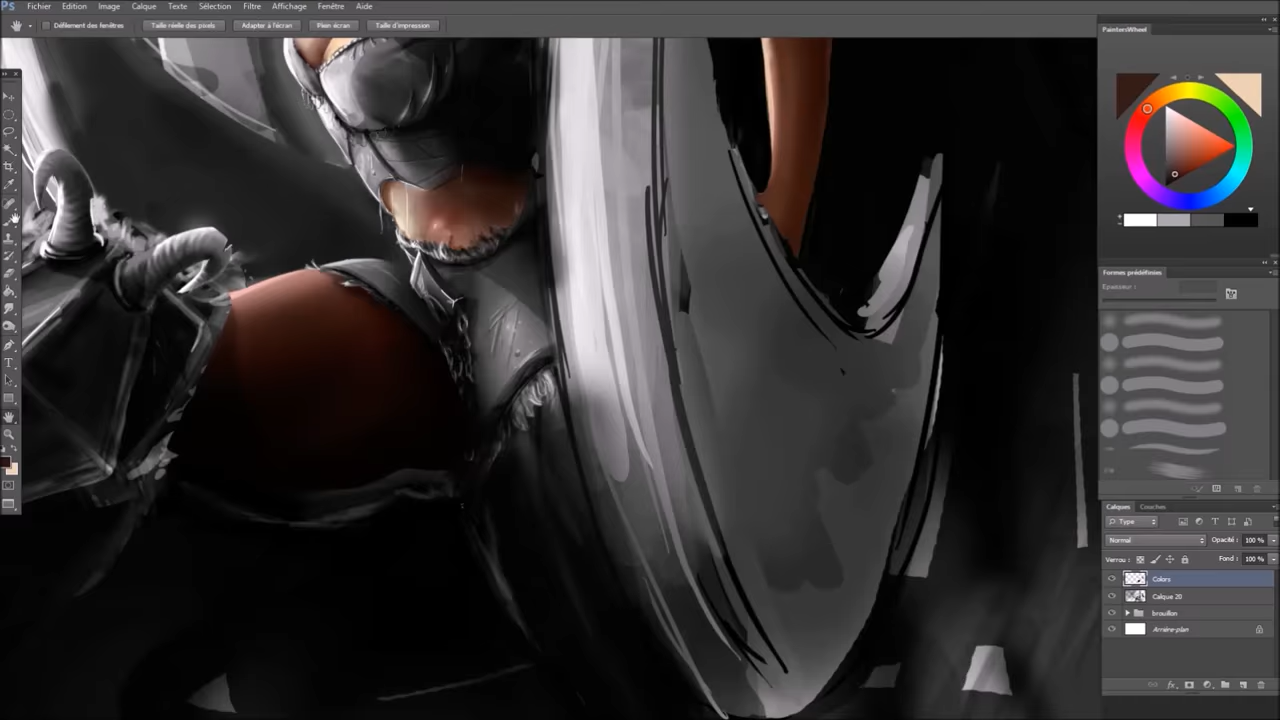 Ps Fichier Edition Image Calque Texte Sélection Filtre Affichage Fenêtre Aide
Défilement des fenêtres Taille réelle des pixels Adapter à l'écran Plein écran Taille d'impression
PaintersWheel
Formes prédéfinies
Epaisseur :
Calques Couches
Type
Normal Opacité : 100 %
Verrou : Fond : 100 %
Colors
Calque 20
brouillon
Arrière-plan